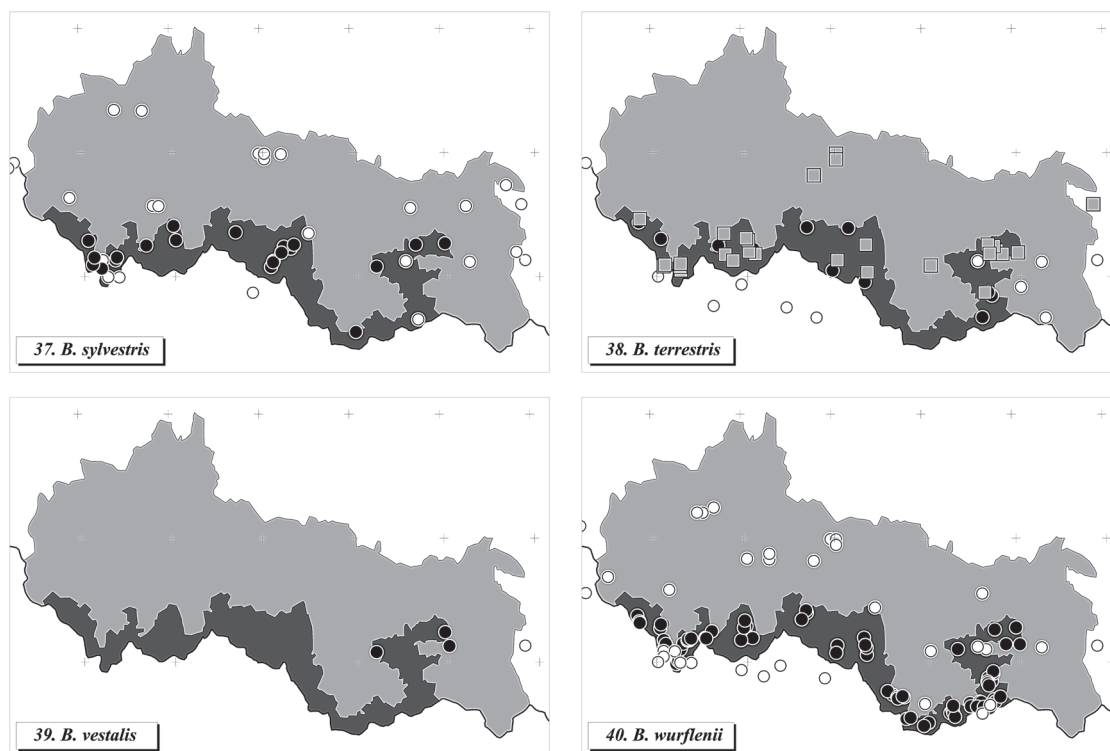 37. B. sylvestris
38. B. terrestris
39. B. vestalis
40. B. wurflenii